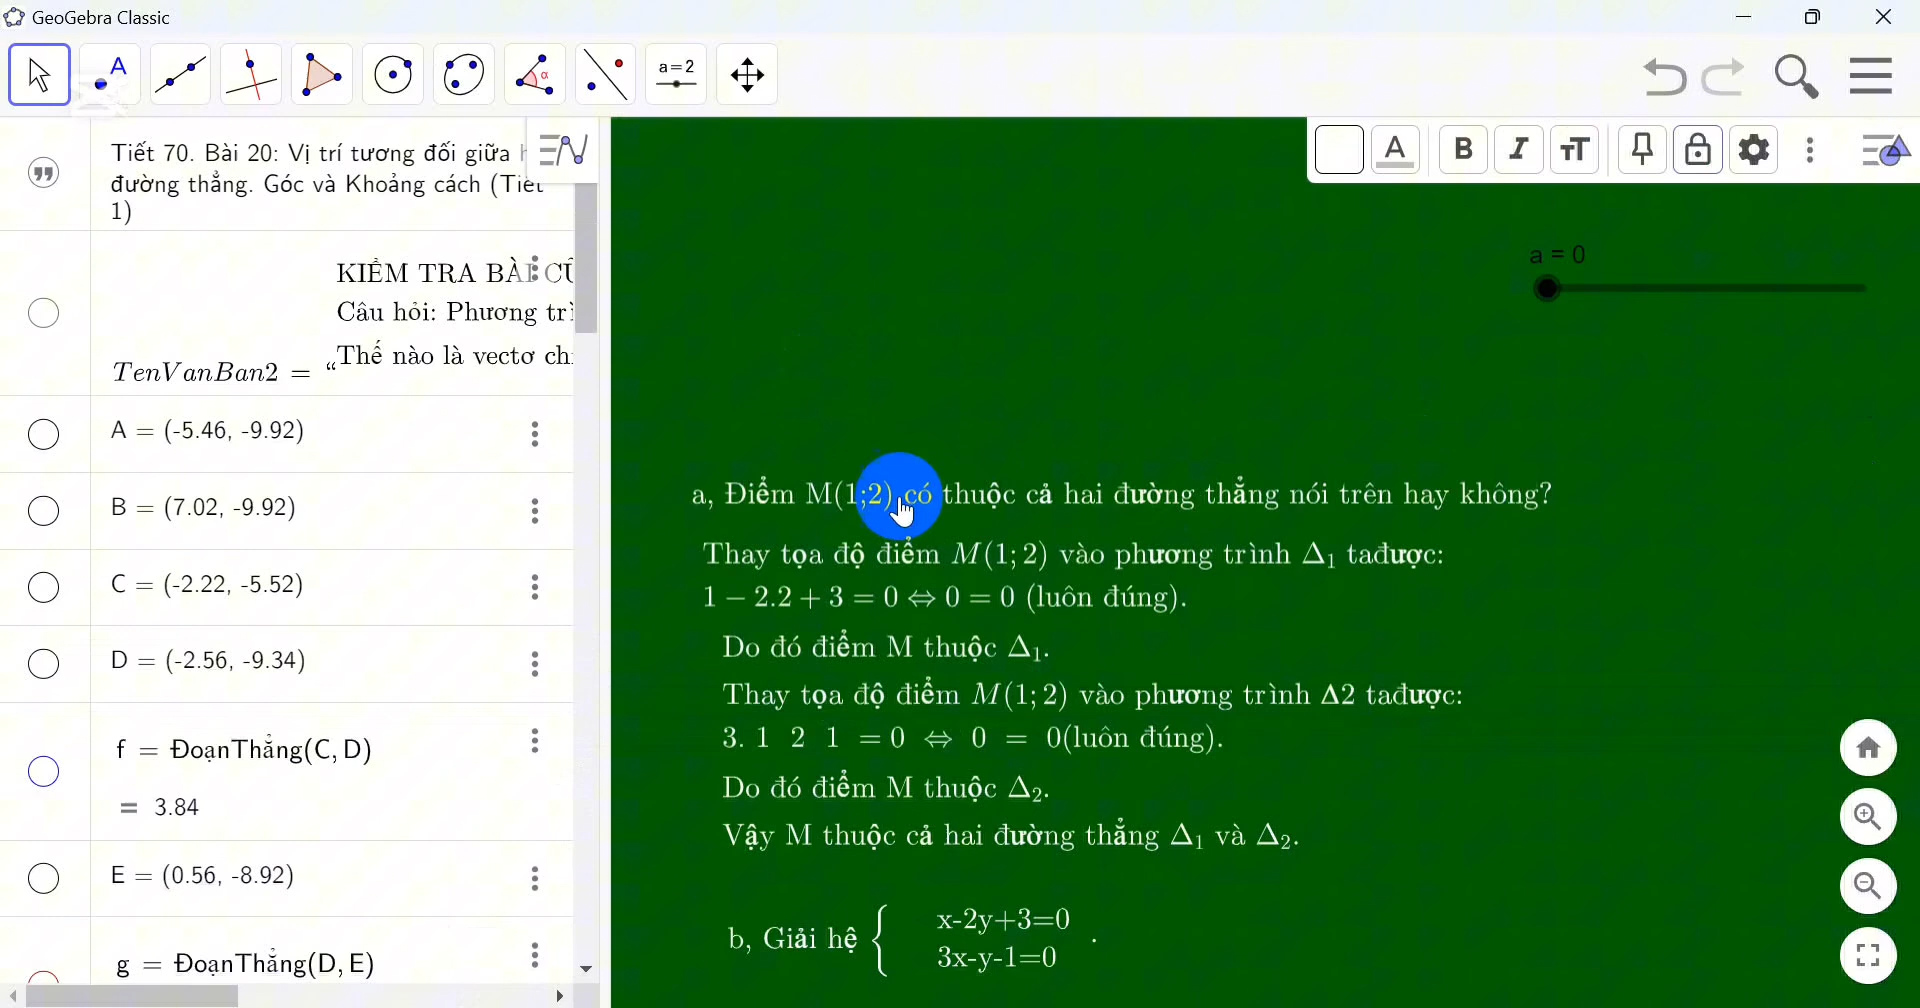 GeoGebra Classic
A
α
a=2
Tiết 70. Bài 20: Vị trí tương đối giữa
đường thẳng. Góc và Khoảng cách (Tiết
1)
KIỂM TRA BÀI CŨ
Câu hỏi: Phương trì
Thế nào là vectơ ch
TenVanBan2 = “
A = (-5.46, -9.92)
B = (7.02, -9.92)
C = (-2.22, -5.52)
D = (-2.56, -9.34)
f = ĐoạnThẳng(C, D)
= 3.84
E = (0.56, -8.92)
g = ĐoạnThẳng(D, E)
A B I TT
a = 0
a, Điểm M(1;2) có thuộc cả hai đường thẳng nói trên hay không?
Thay tọa độ điểm M(1; 2) vào phương trình Δ₁ tađược:
1 − 2.2 + 3 = 0 ⇔ 0 = 0 (luôn đúng).
Do đó điểm M thuộc Δ₁.
Thay tọa độ điểm M(1; 2) vào phương trình Δ2 tađược:
3. 1 2 1 = 0 ⇔ 0 = 0(luôn đúng).
Do đó điểm M thuộc Δ₂.
Vậy M thuộc cả hai đường thẳng Δ₁ và Δ₂.
x-2y+3=0
b, Giải hệ { .
3x-y-1=0